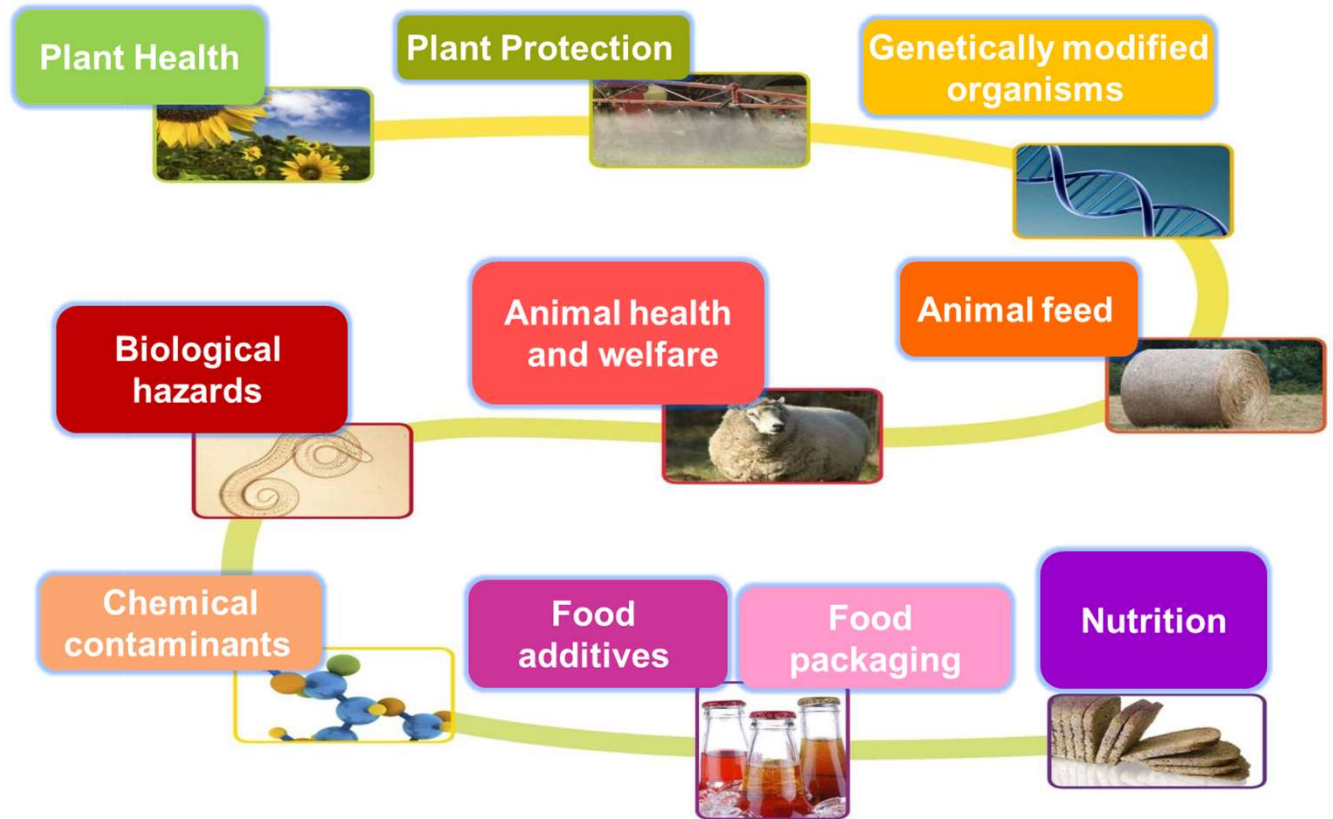 Plant Health
Plant Protection
Genetically modified
organisms
Biological
hazards
Animal health
and welfare
Animal feed
Chemical
contaminants
Food
additives
Food
packaging
Nutrition